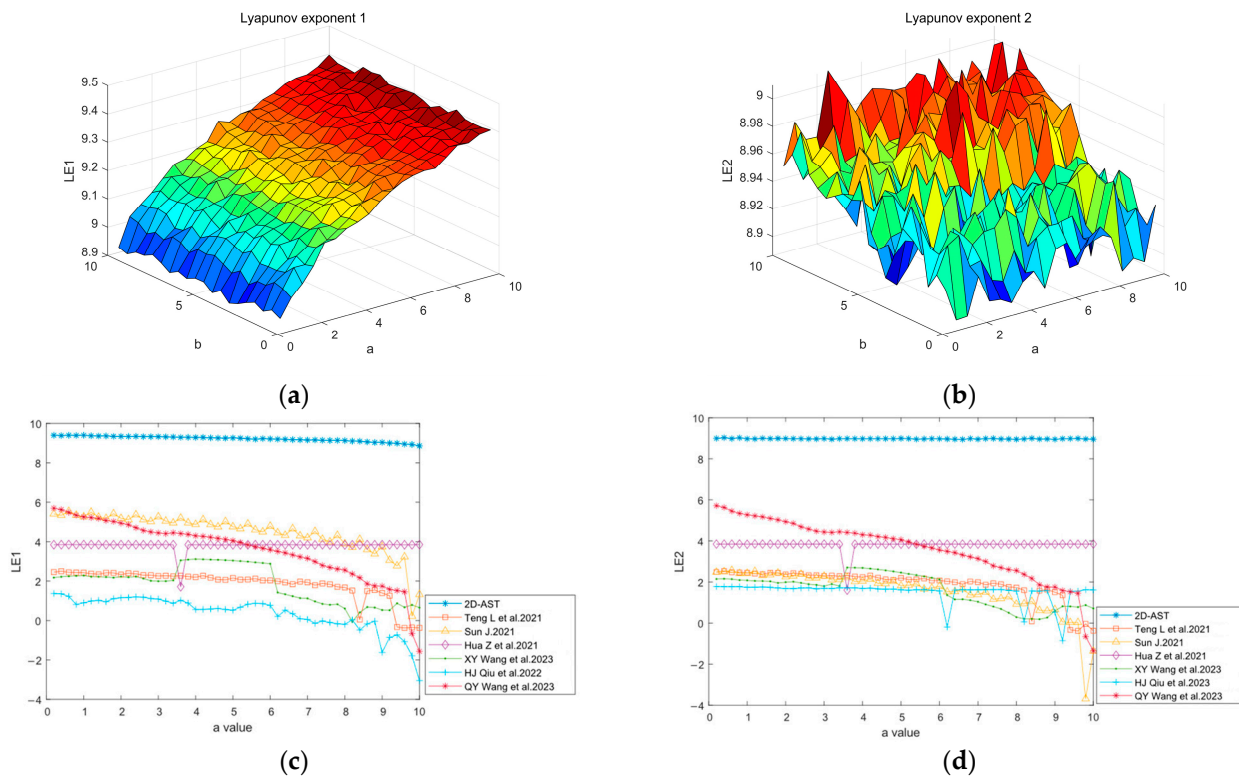 Lyapunov exponent 1
9.5
9.4
9.3
9.2
9.1
9
8.9
LE1
10
5
0
b
0
2
4
6
8
10
a
(a)
Lyapunov exponent 2
9
8.98
8.96
8.94
8.92
8.9
LE2
10
5
0
b
0
2
4
6
8
10
a
(b)
10
8
6
4
2
0
−2
−4
LE1
0 1 2 3 4 5 6 7 8 9 10
a value
2D-AST
Teng L et al.2021
Sun J.2021
Hua Z et al.2021
XY Wang et al.2023
HJ Qiu et al.2022
QY Wang et al.2023
(c)
10
8
6
4
2
0
−2
−4
LE2
0 1 2 3 4 5 6 7 8 9 10
a value
2D-AST
Teng L et al.2021
Sun J.2021
Hua Z et al.2021
XY Wang et al.2023
HJ Qiu et al.2023
QY Wang et al.2023
(d)